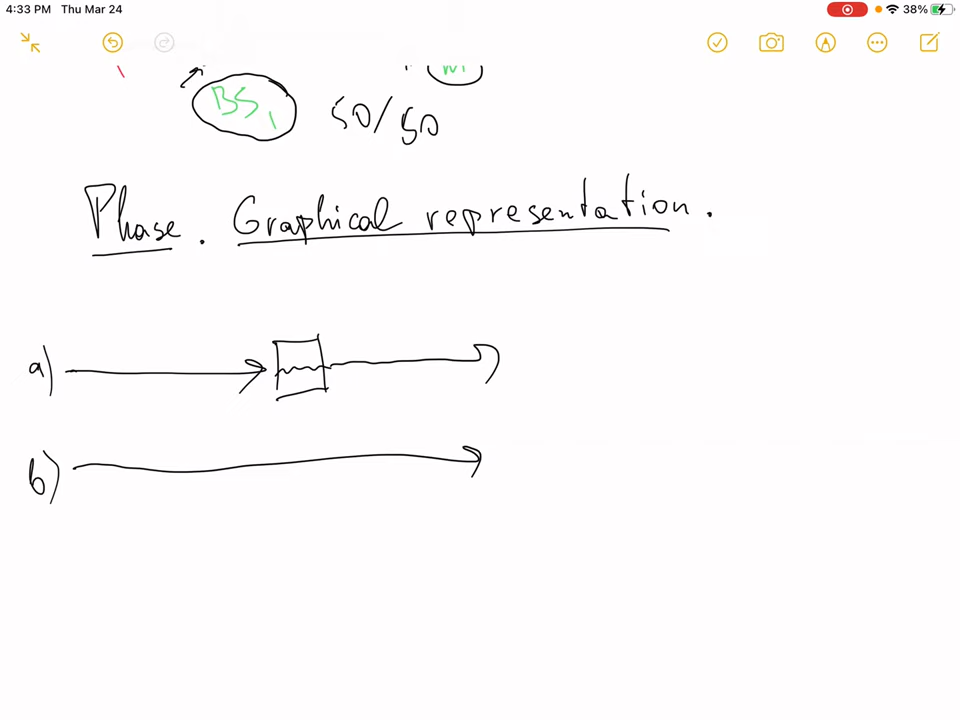 4:33 PM Thu Mar 24
38%
BS1 50/50
Phase. Graphical representation.
a)
b)